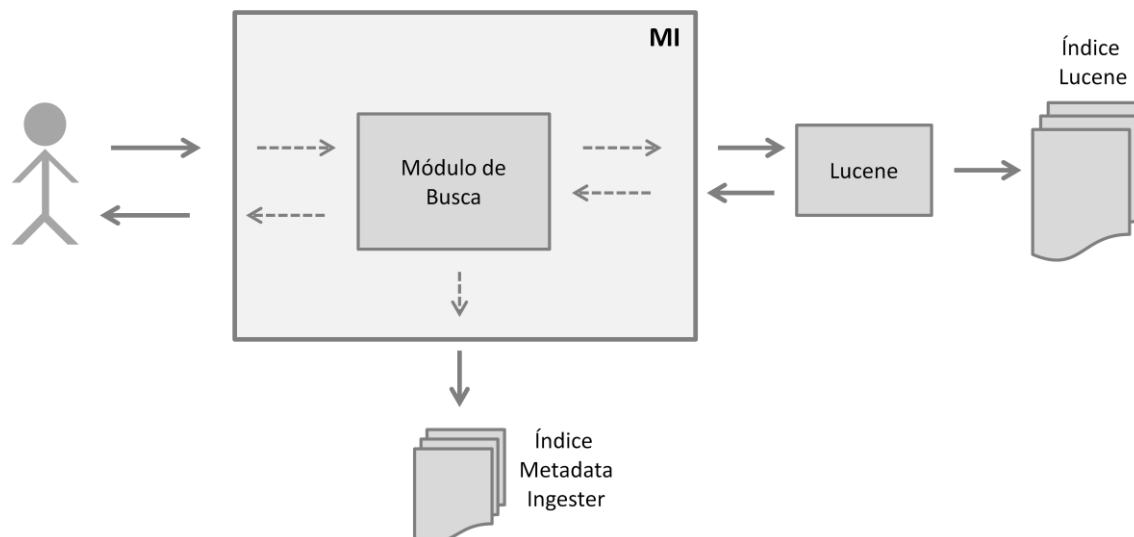 MI
Índice
Lucene
Módulo de
Busca
Lucene
Índice
Metadata
Ingester